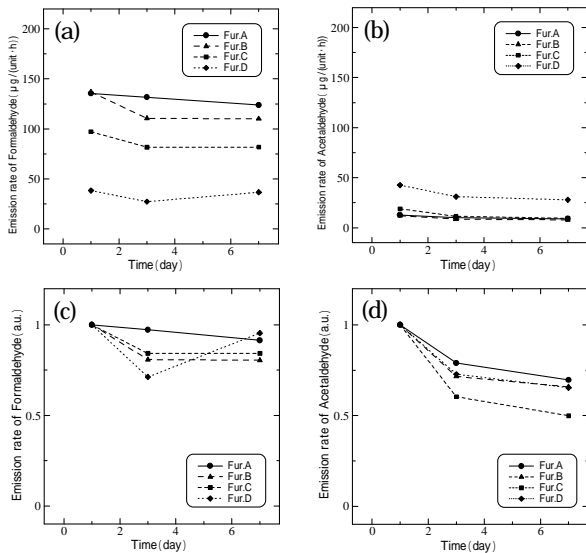 (a)
Fur.A
Fur.B
Fur.C
Fur.D
200
150
100
50
0
0 2 4 6
Time(day)
Emission rate of Formaldehyde(μg/(unit·h)
(b)
Fur.A
Fur.B
Fur.C
Fur.D
200
150
100
50
0
0 2 4 6
Time(day)
Emission rate of Acetaldehyde(μg/(unit·h)
(c)
Fur.A
Fur.B
Fur.C
Fur.D
1
0.5
0
0 2 4 6
Time(day)
Emission rate of Formaldehyde(a.u.)
(d)
Fur.A
Fur.B
Fur.C
Fur.D
1
0.5
0
0 2 4 6
Time(day)
Emission rate of Acetaldehyde(a.u.)